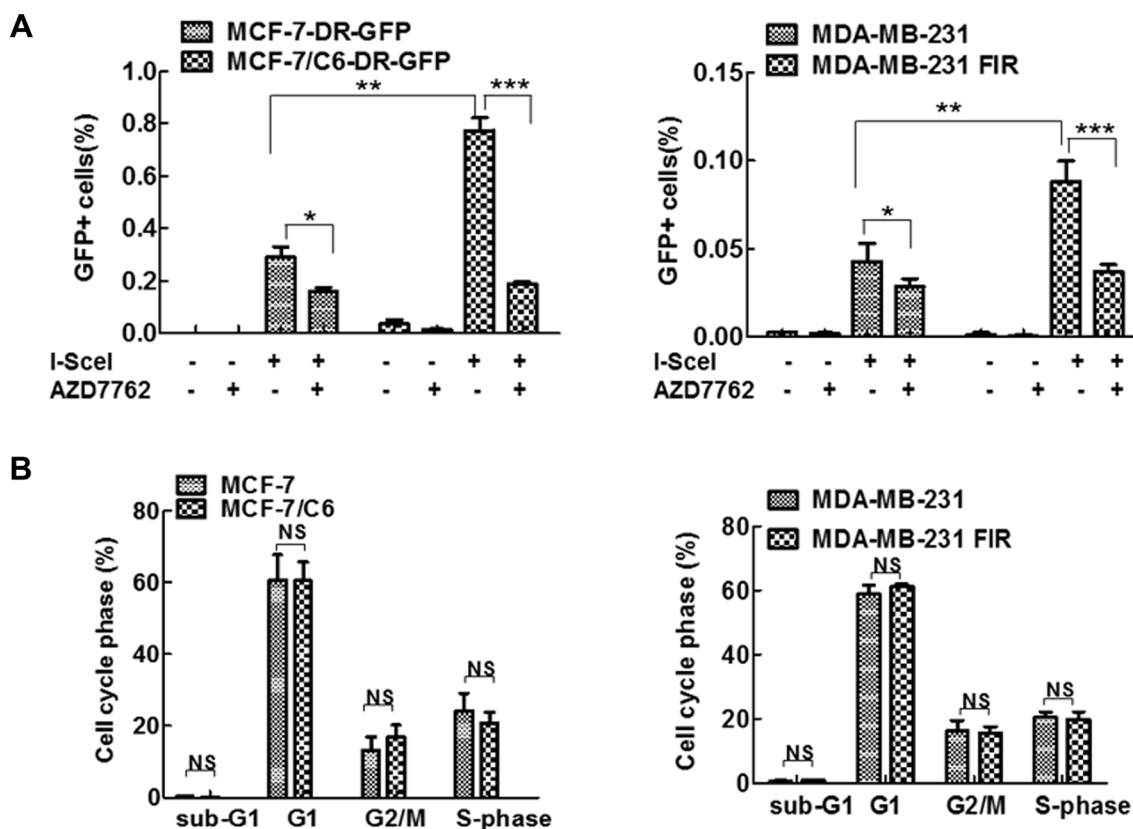 A
MCF-7-DR-GFP
MCF-7/C6-DR-GFP
GFP+ cells(%)
0.0
0.2
0.4
0.6
0.8
1.0
**
***
*
I-SceI - - + + - - + +
AZD7762 - + - + - + - +
MDA-MB-231
MDA-MB-231 FIR
GFP+ cells(%)
0.00
0.05
0.10
0.15
**
***
*
- - + + - - + +
- + - + - + - +
B
MCF-7
MCF-7/C6
Cell cycle phase (%)
0
20
40
60
80
NS
NS
NS
NS
sub-G1 G1 G2/M S-phase
MDA-MB-231
MDA-MB-231 FIR
Cell cycle phase (%)
0
20
40
60
80
NS
NS
NS
NS
sub-G1 G1 G2/M S-phase